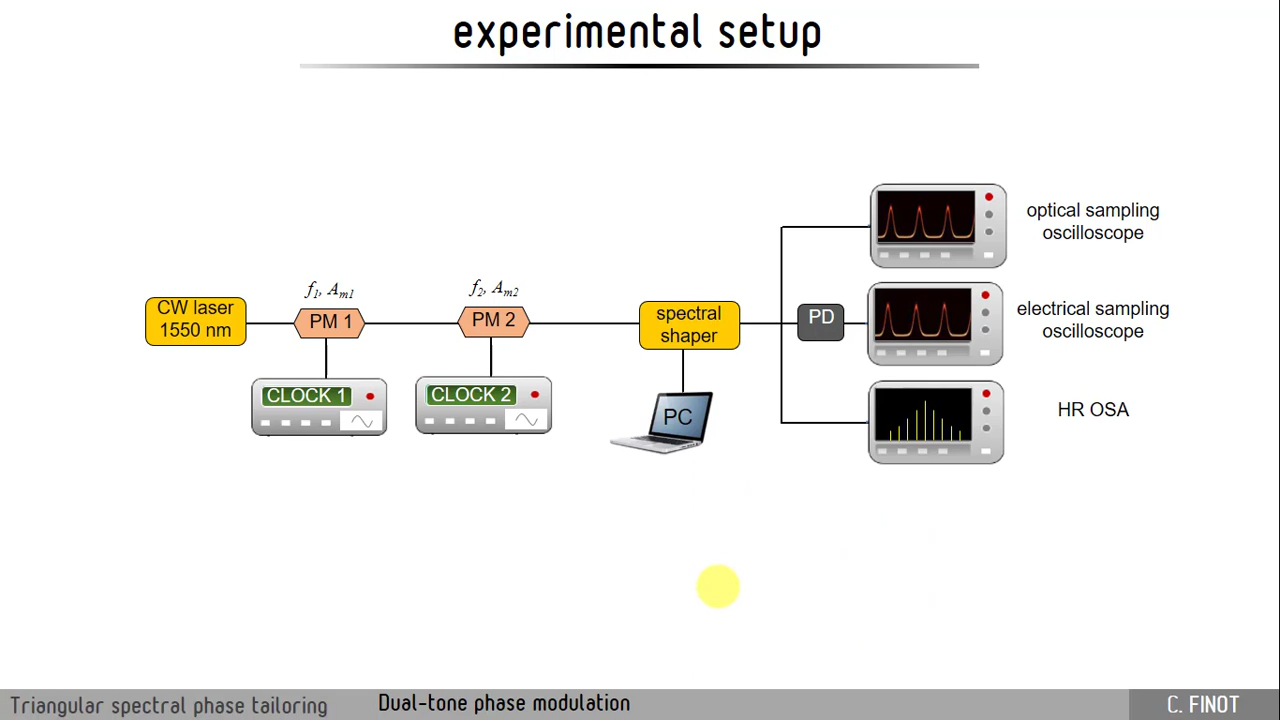 experimental setup
optical sampling
oscilloscope
f1, Am1
f2, Am2
CW laser
1550 nm
PM 1
PM 2
spectral
shaper
PD
electrical sampling
oscilloscope
CLOCK 1
CLOCK 2
PC
HR OSA
Triangular spectral phase tailoring
Dual-tone phase modulation
C. FINOT